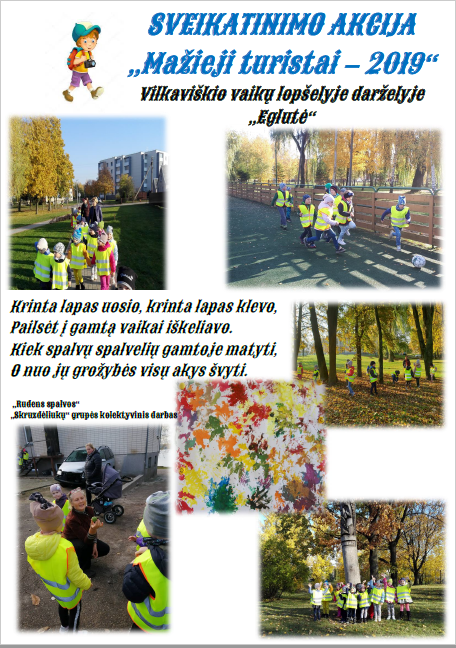 SVEIKATINIMO AKCIJA
„Mažieji turistai – 2019“
Vilkaviškio vaikų lopšelyje darželyje
„Eglutė“
Krinta lapas uosio, krinta lapas klevo,
Pailsėt į gamtą vaikai iškeliavo.
Kiek spalvų spalvelių gamtoje matyti,
O nuo jų grožybės visų akys švyti.
„Rudens spalvos“
„Skruzdėliukų“ grupės kolektyvinis darbas